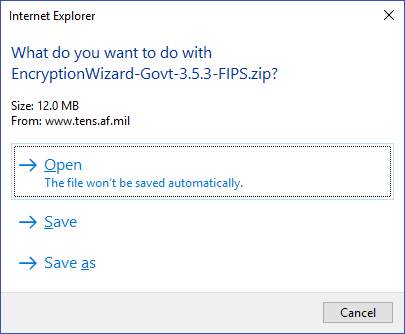 Internet Explorer
What do you want to do with
EncryptionWizard-Govt-3.5.3-FIPS.zip?
Size: 12.0 MB
From: www.tens.af.mil
Open
The file won't be saved automatically.
Save
Save as
Cancel